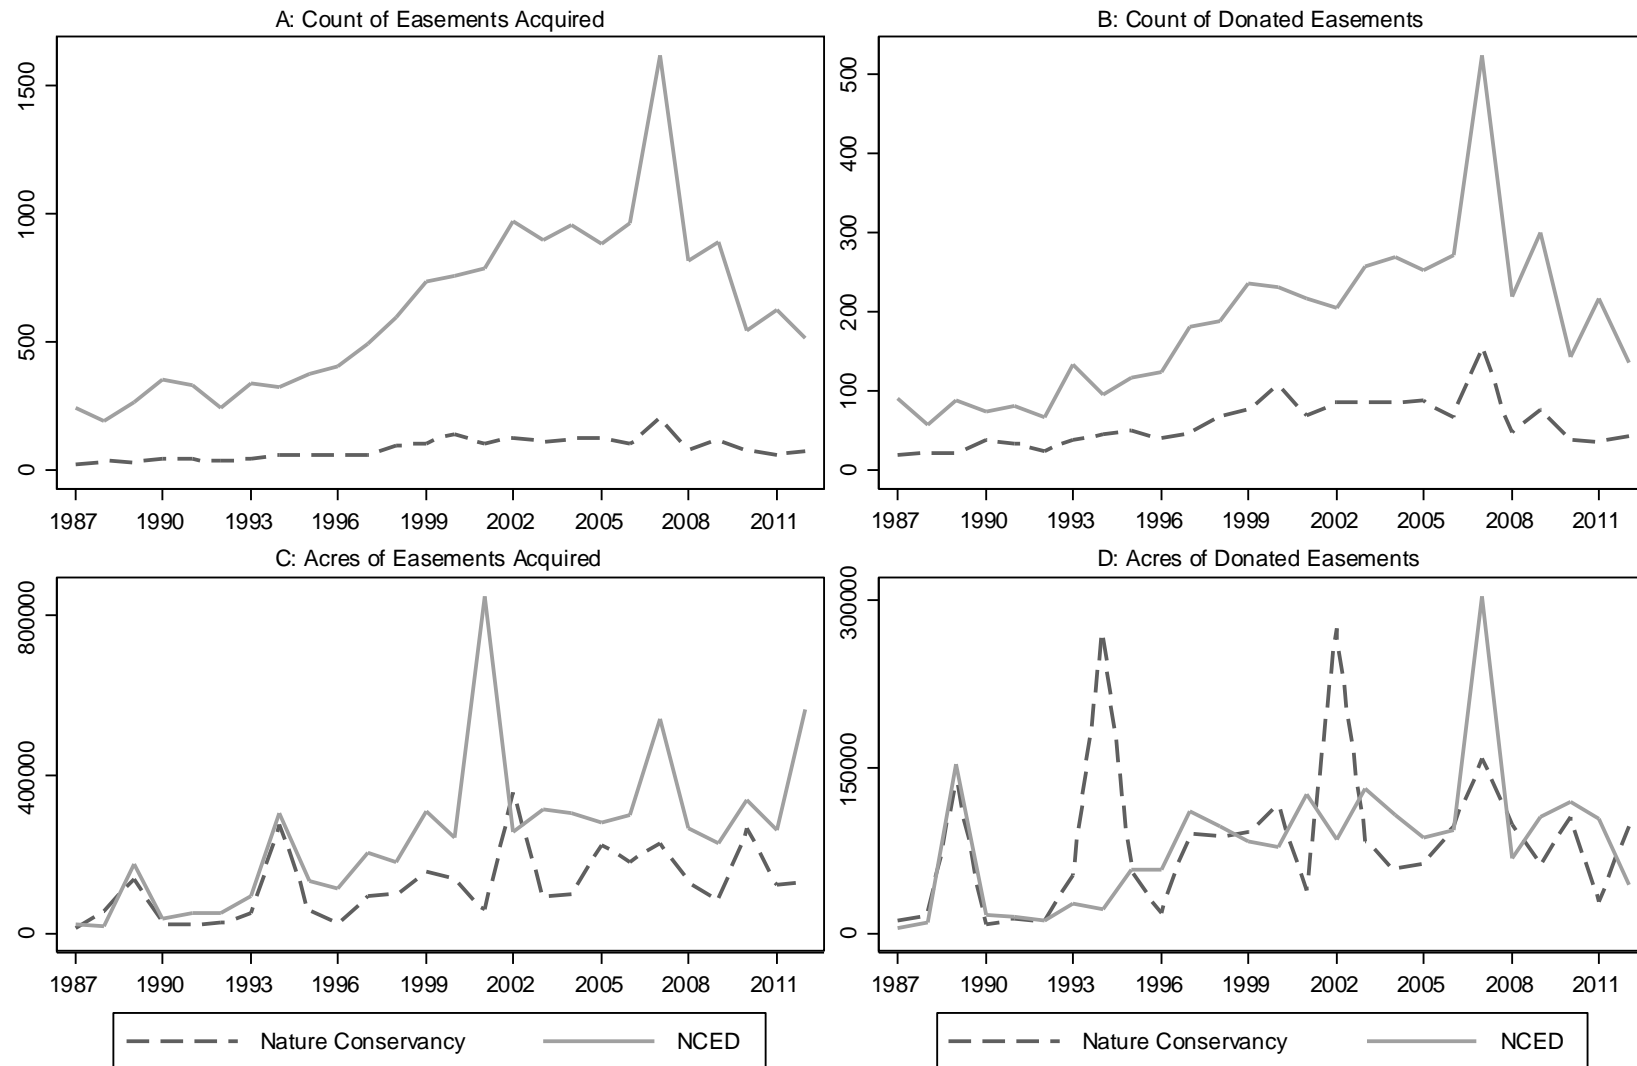 A: Count of Easements Acquired
1500
1000
500
0
1987 1990 1993 1996 1999 2002 2005 2008 2011
B: Count of Donated Easements
500
400
300
200
100
0
1987 1990 1993 1996 1999 2002 2005 2008 2011
C: Acres of Easements Acquired
800000
400000
0
1987 1990 1993 1996 1999 2002 2005 2008 2011
Nature Conservancy NCED
D: Acres of Donated Easements
300000
150000
0
1987 1990 1993 1996 1999 2002 2005 2008 2011
Nature Conservancy NCED